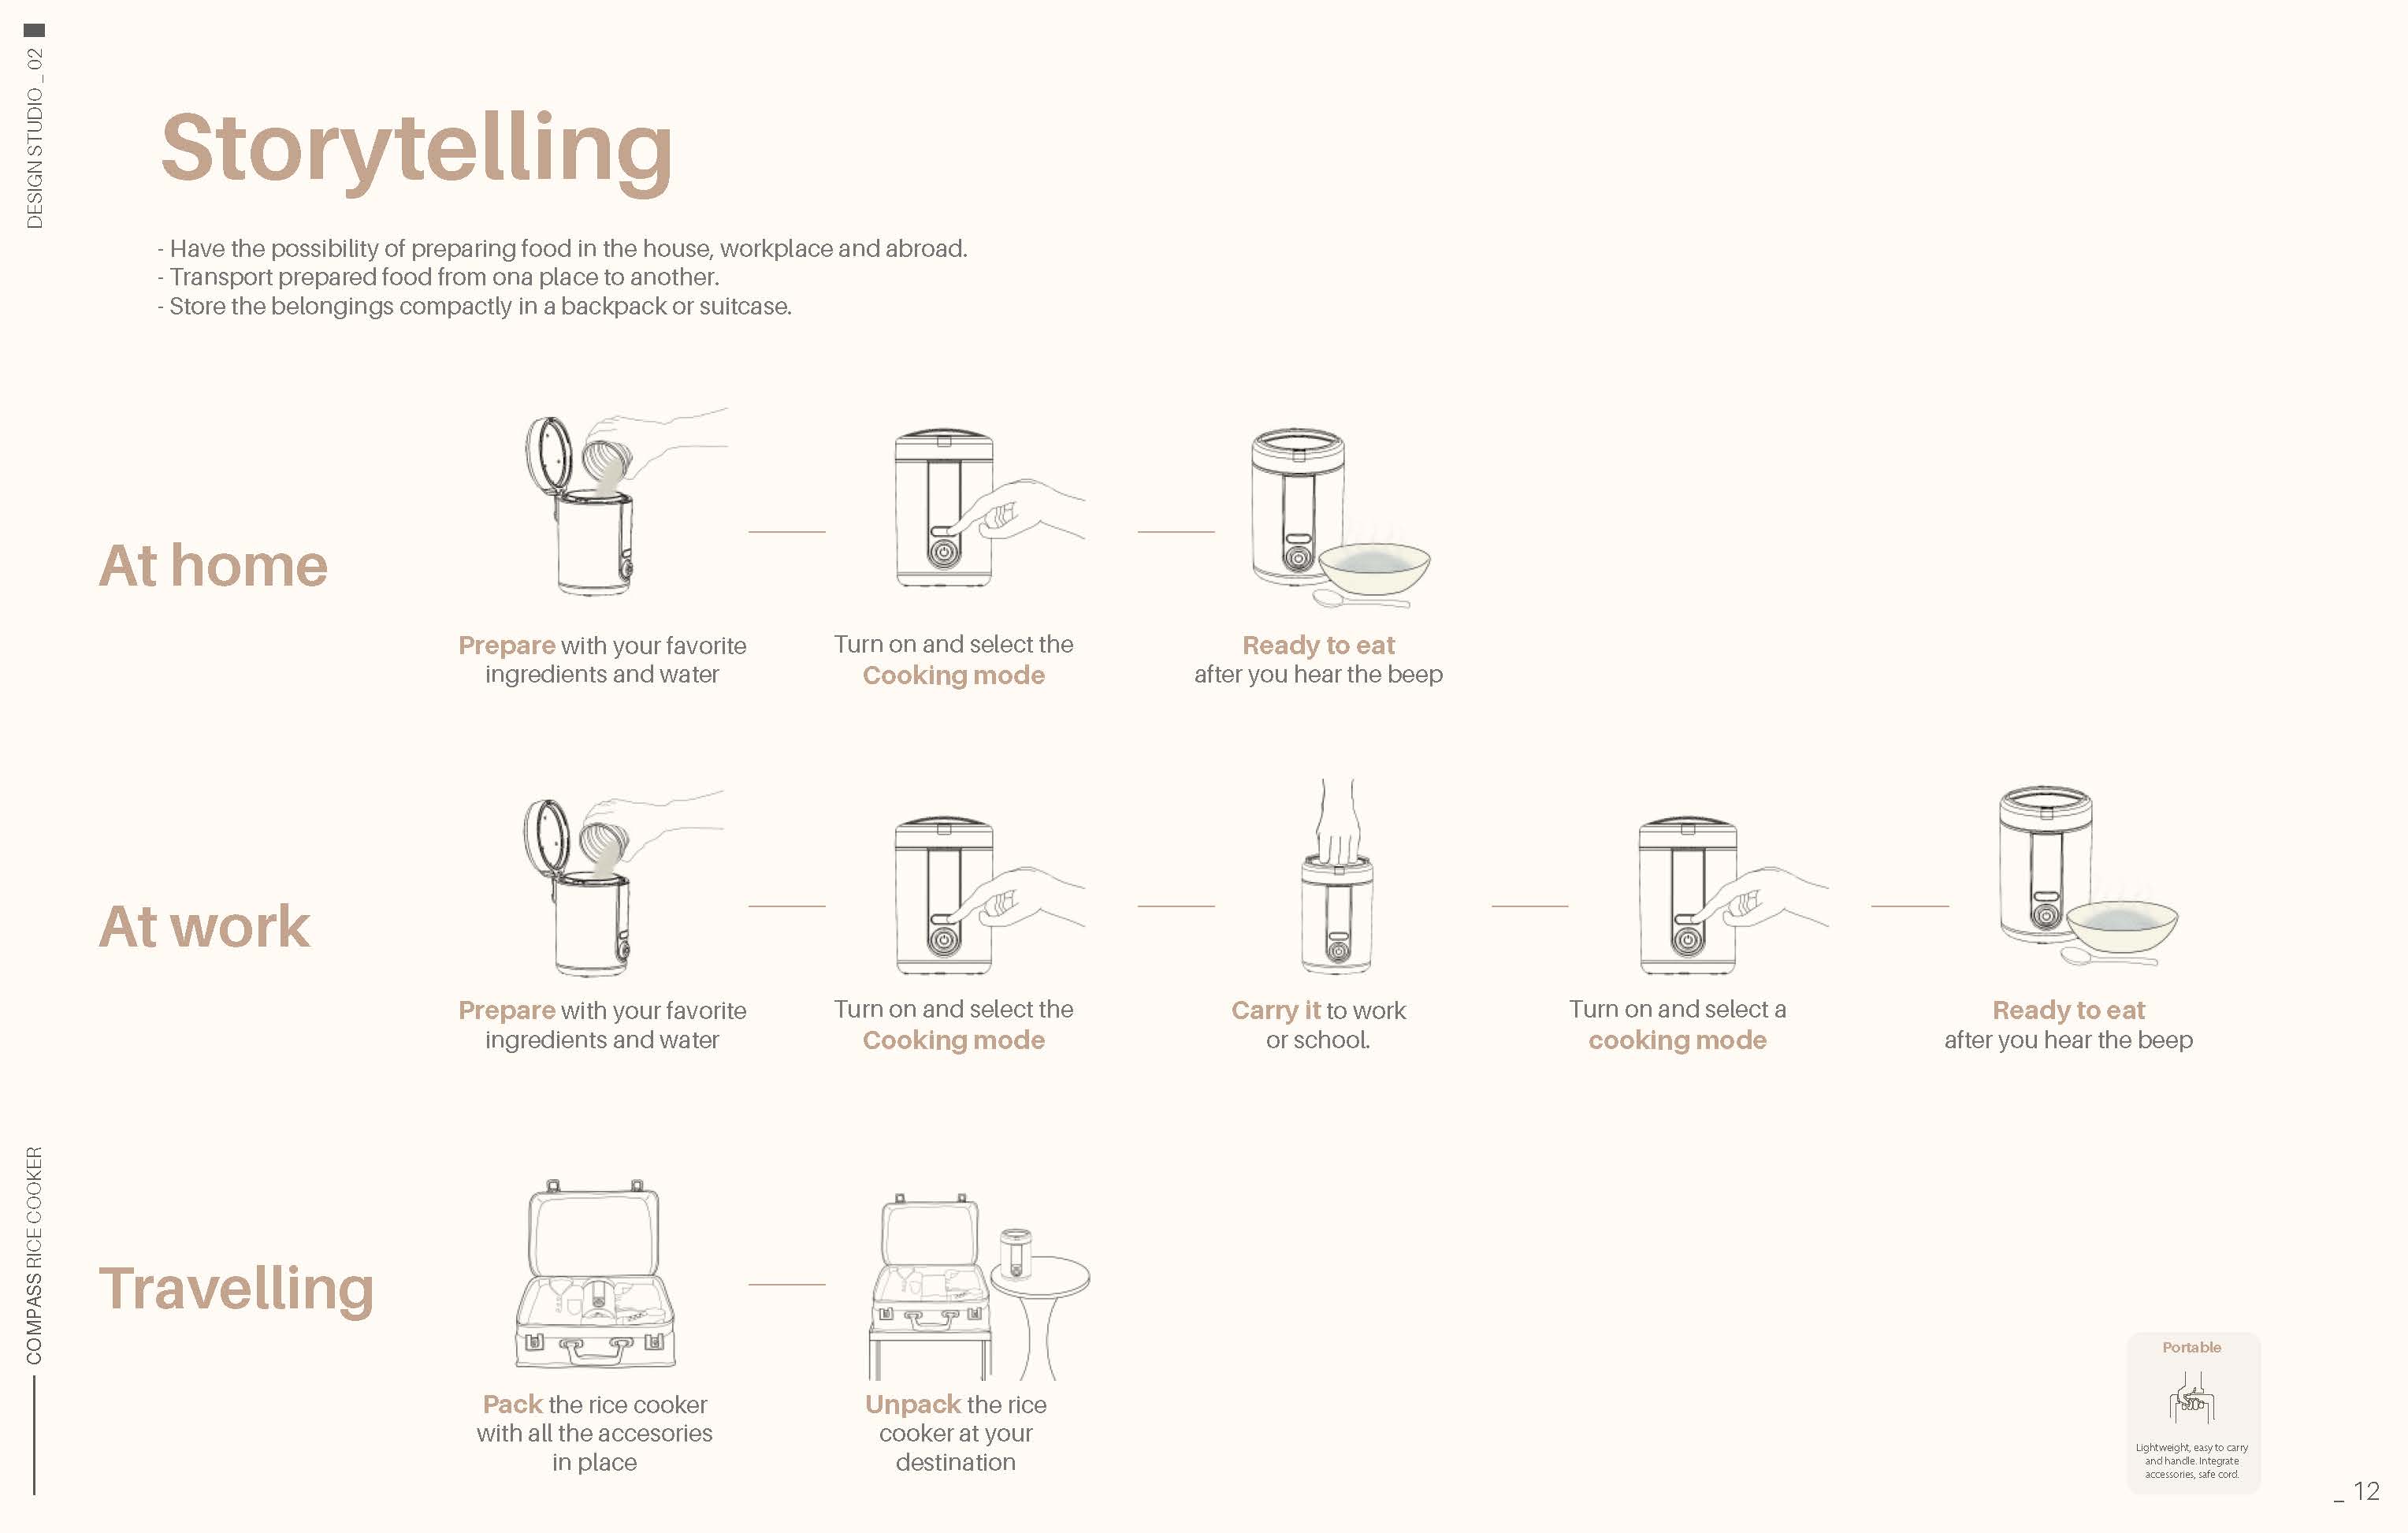 DESIGN STUDIO _ 02
Storytelling
- Have the possibility of preparing food in the house, workplace and abroad.
- Transport prepared food from ona place to another.
- Store the belongings compactly in a backpack or suitcase.
At home
Prepare with your favorite
ingredients and water
Turn on and select the
Cooking mode
Ready to eat
after you hear the beep
At work
Prepare with your favorite
ingredients and water
Turn on and select the
Cooking mode
Carry it to work
or school.
Turn on and select a
cooking mode
Ready to eat
after you hear the beep
Travelling
Pack the rice cooker
with all the accesories
in place
Unpack the rice
cooker at your
destination
Portable
Lightweight, easy to carry
and handle. Integrate
accessories, safe cord.
COMPASS RICE COOKER
_ 12